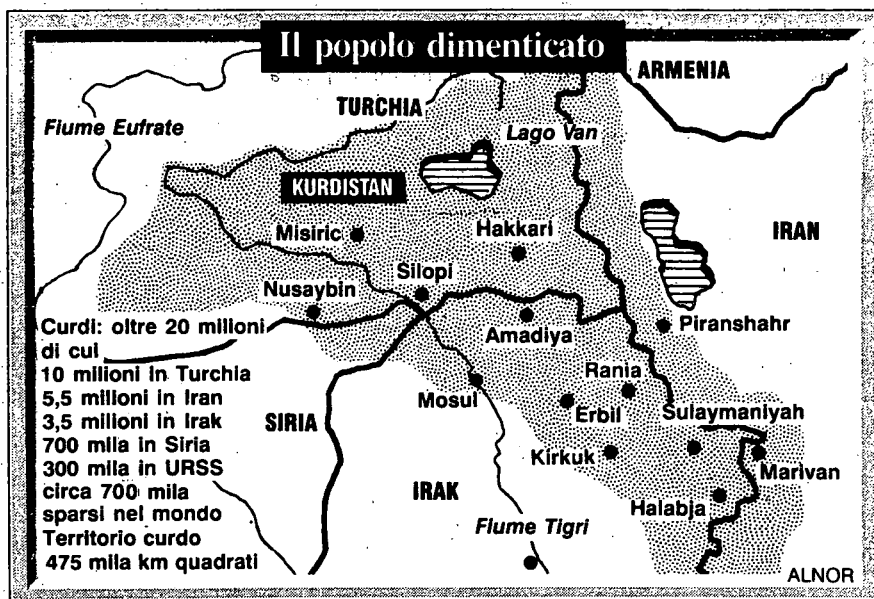 Il popolo dimenticato
ARMENIA
TURCHIA
Fiume Eufrate
Lago Van
KURDISTAN
IRAN
Misiric
Hakkari
Silopi
Nusaybin
Curdi: oltre 20 milioni
di cui
10 milioni in Turchia
5,5 milioni in Iran
3,5 milioni in Irak
700 mila in Siria
300 mila in URSS
circa 700 mila
sparsi nel mondo
Territorio curdo
475 mila km quadrati
Amadiya
Piranshahr
Rania
Mosul
SIRIA
Erbil
Sulaymaniyah
Kirkuk
Marivan
IRAK
Halabja
Fiume Tigri
ALNOR